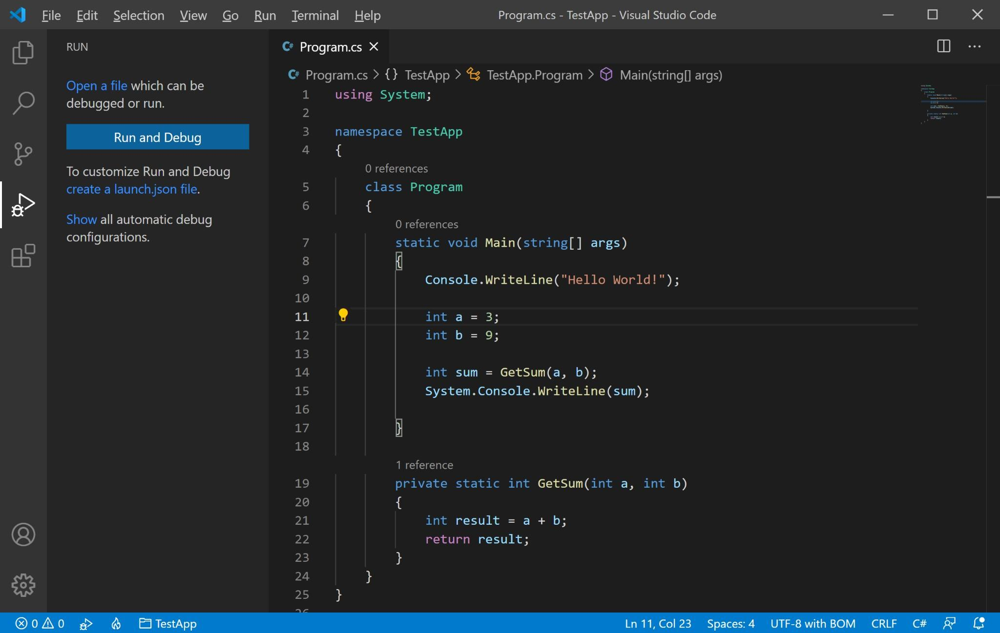 File Edit Selection View Go Run Terminal Help Program.cs - TestApp - Visual Studio Code
RUN
Open a file which can be
debugged or run.
Run and Debug
To customize Run and Debug
create a launch.json file.
Show all automatic debug
configurations.
Program.cs
Program.cs > {} TestApp > TestApp.Program > Main(string[] args)
1 using System;
2
3 namespace TestApp
4 {
0 references
5 class Program
6 {
0 references
7 static void Main(string[] args)
8 {
9 Console.WriteLine("Hello World!");
10
11 int a = 3;
12 int b = 9;
13
14 int sum = GetSum(a, b);
15 System.Console.WriteLine(sum);
16
17 }
18
1 reference
19 private static int GetSum(int a, int b)
20 {
21 int result = a + b;
22 return result;
23 }
24 }
25 }
0 0 TestApp Ln 11, Col 23 Spaces: 4 UTF-8 with BOM CRLF C#